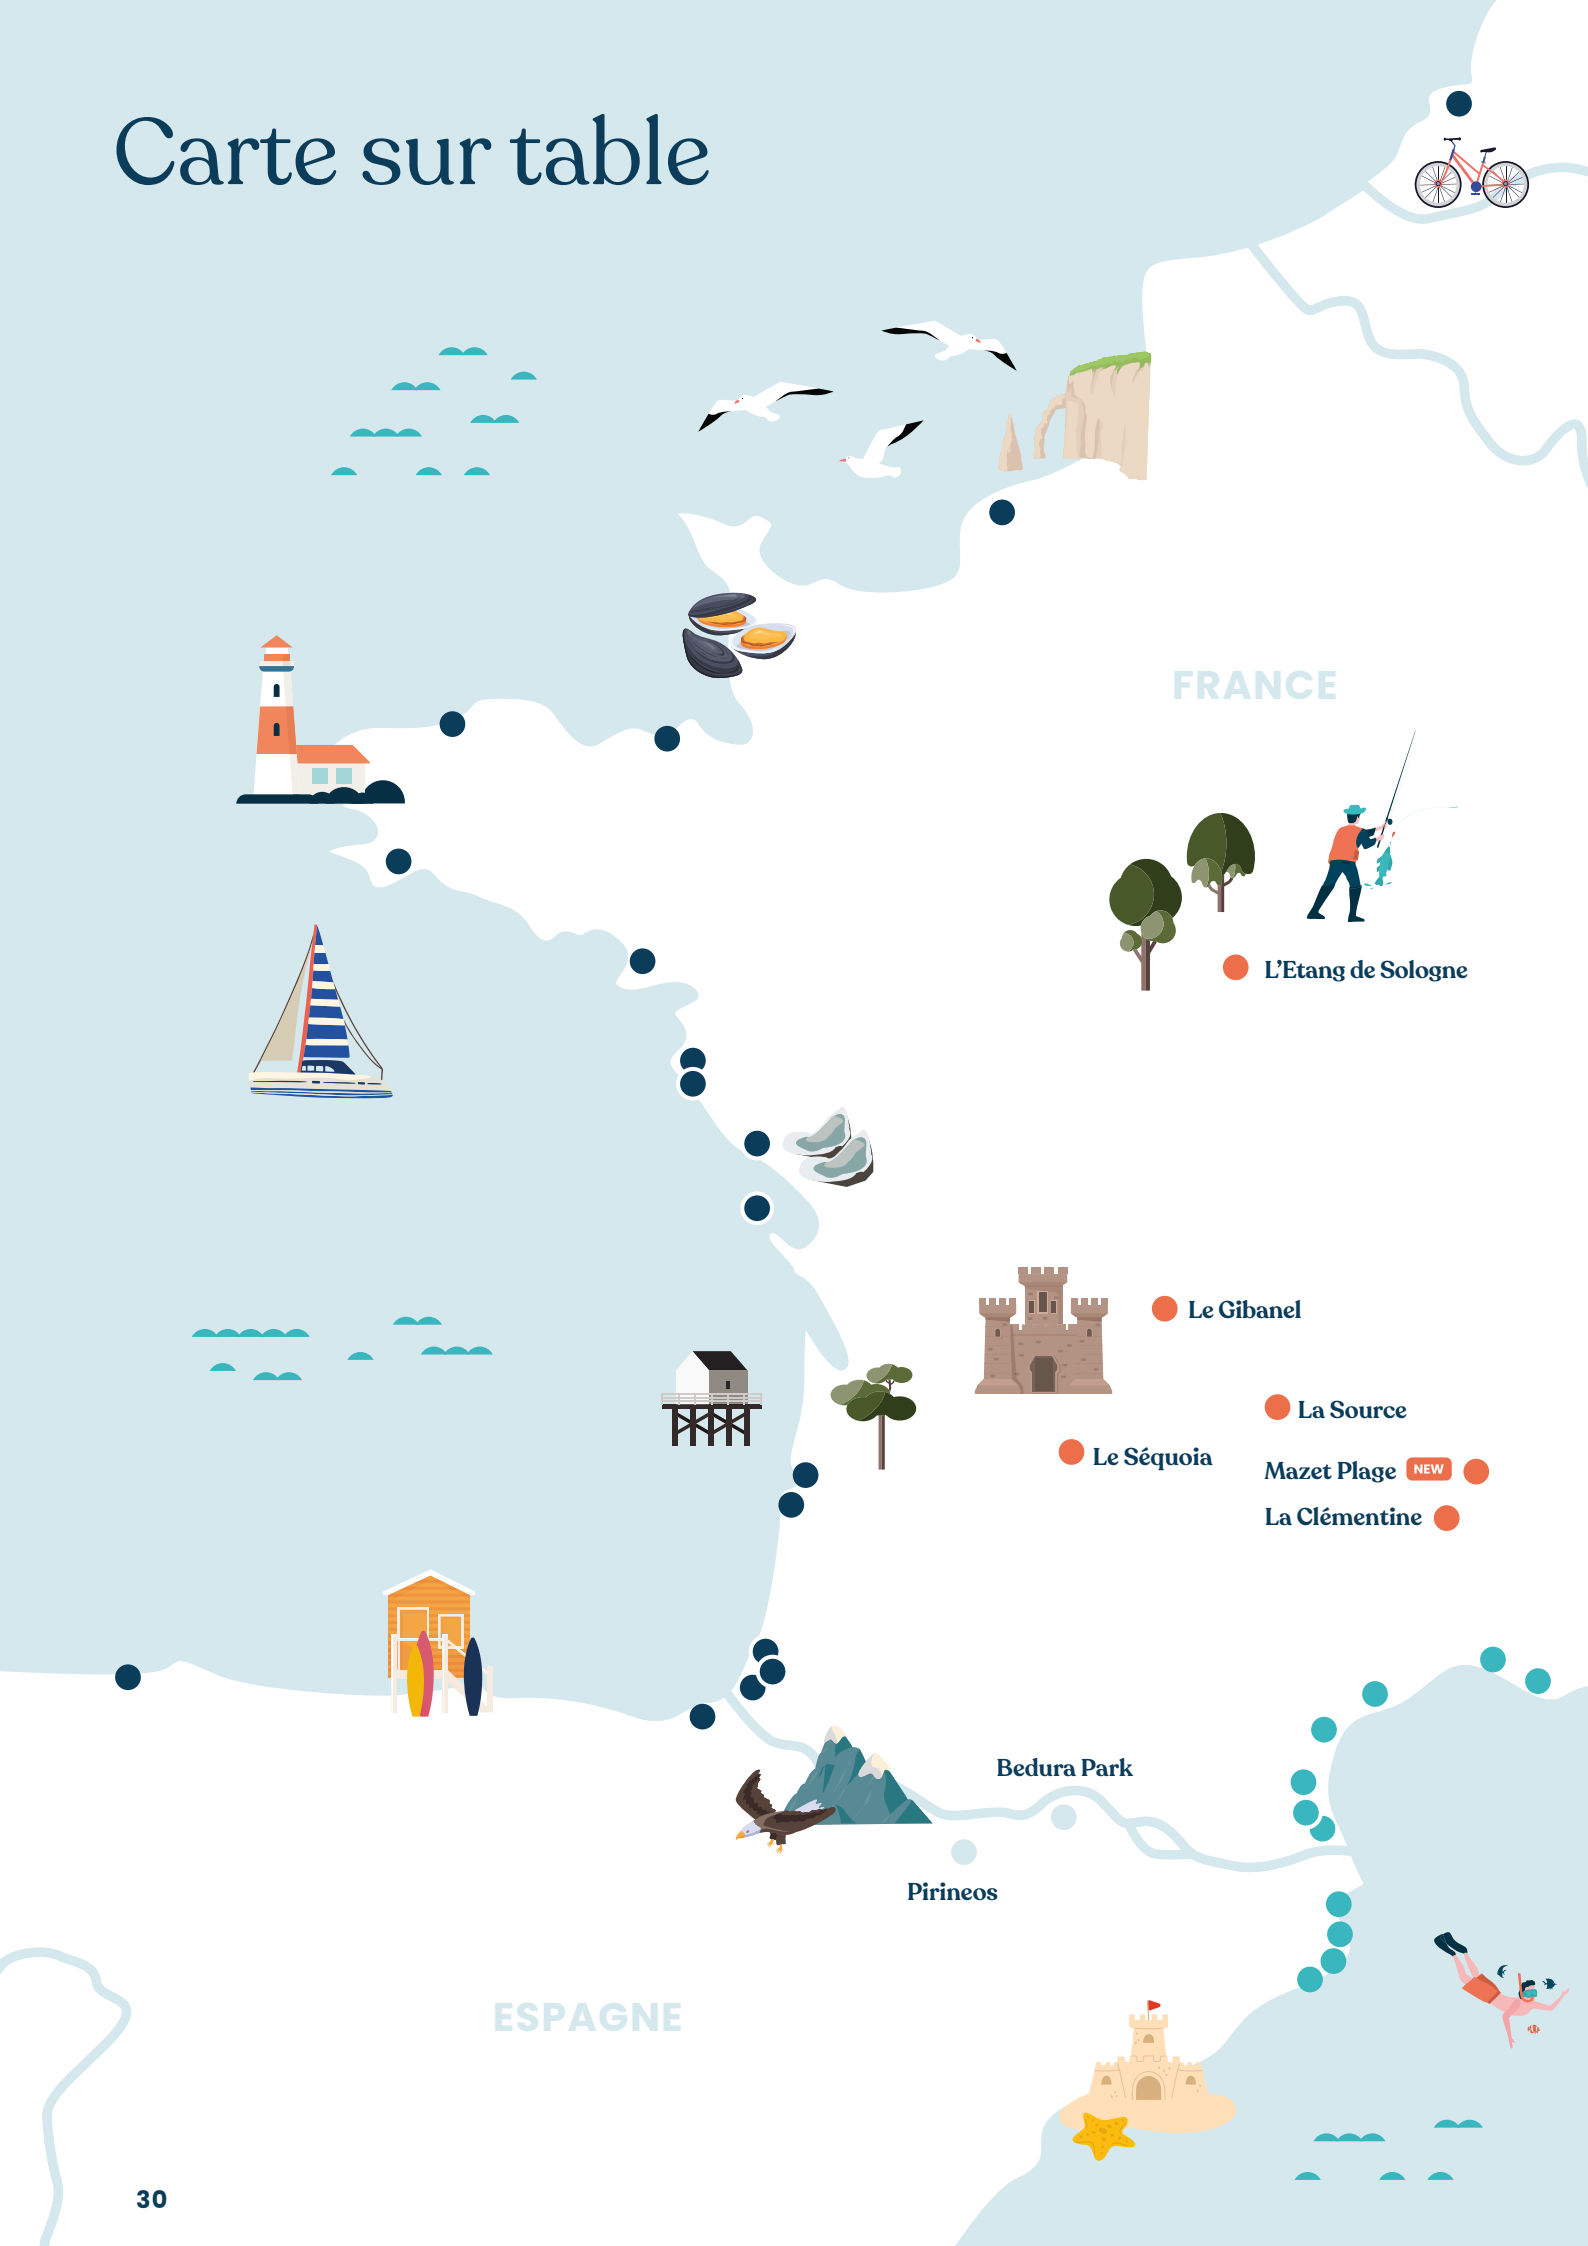 Carte sur table
FRANCE
L’Etang de Sologne
Le Gibanel
La Source
Le Séquoia
Mazet Plage NEW
La Clémentine
Bedura Park
Pirineos
ESPAGNE
30